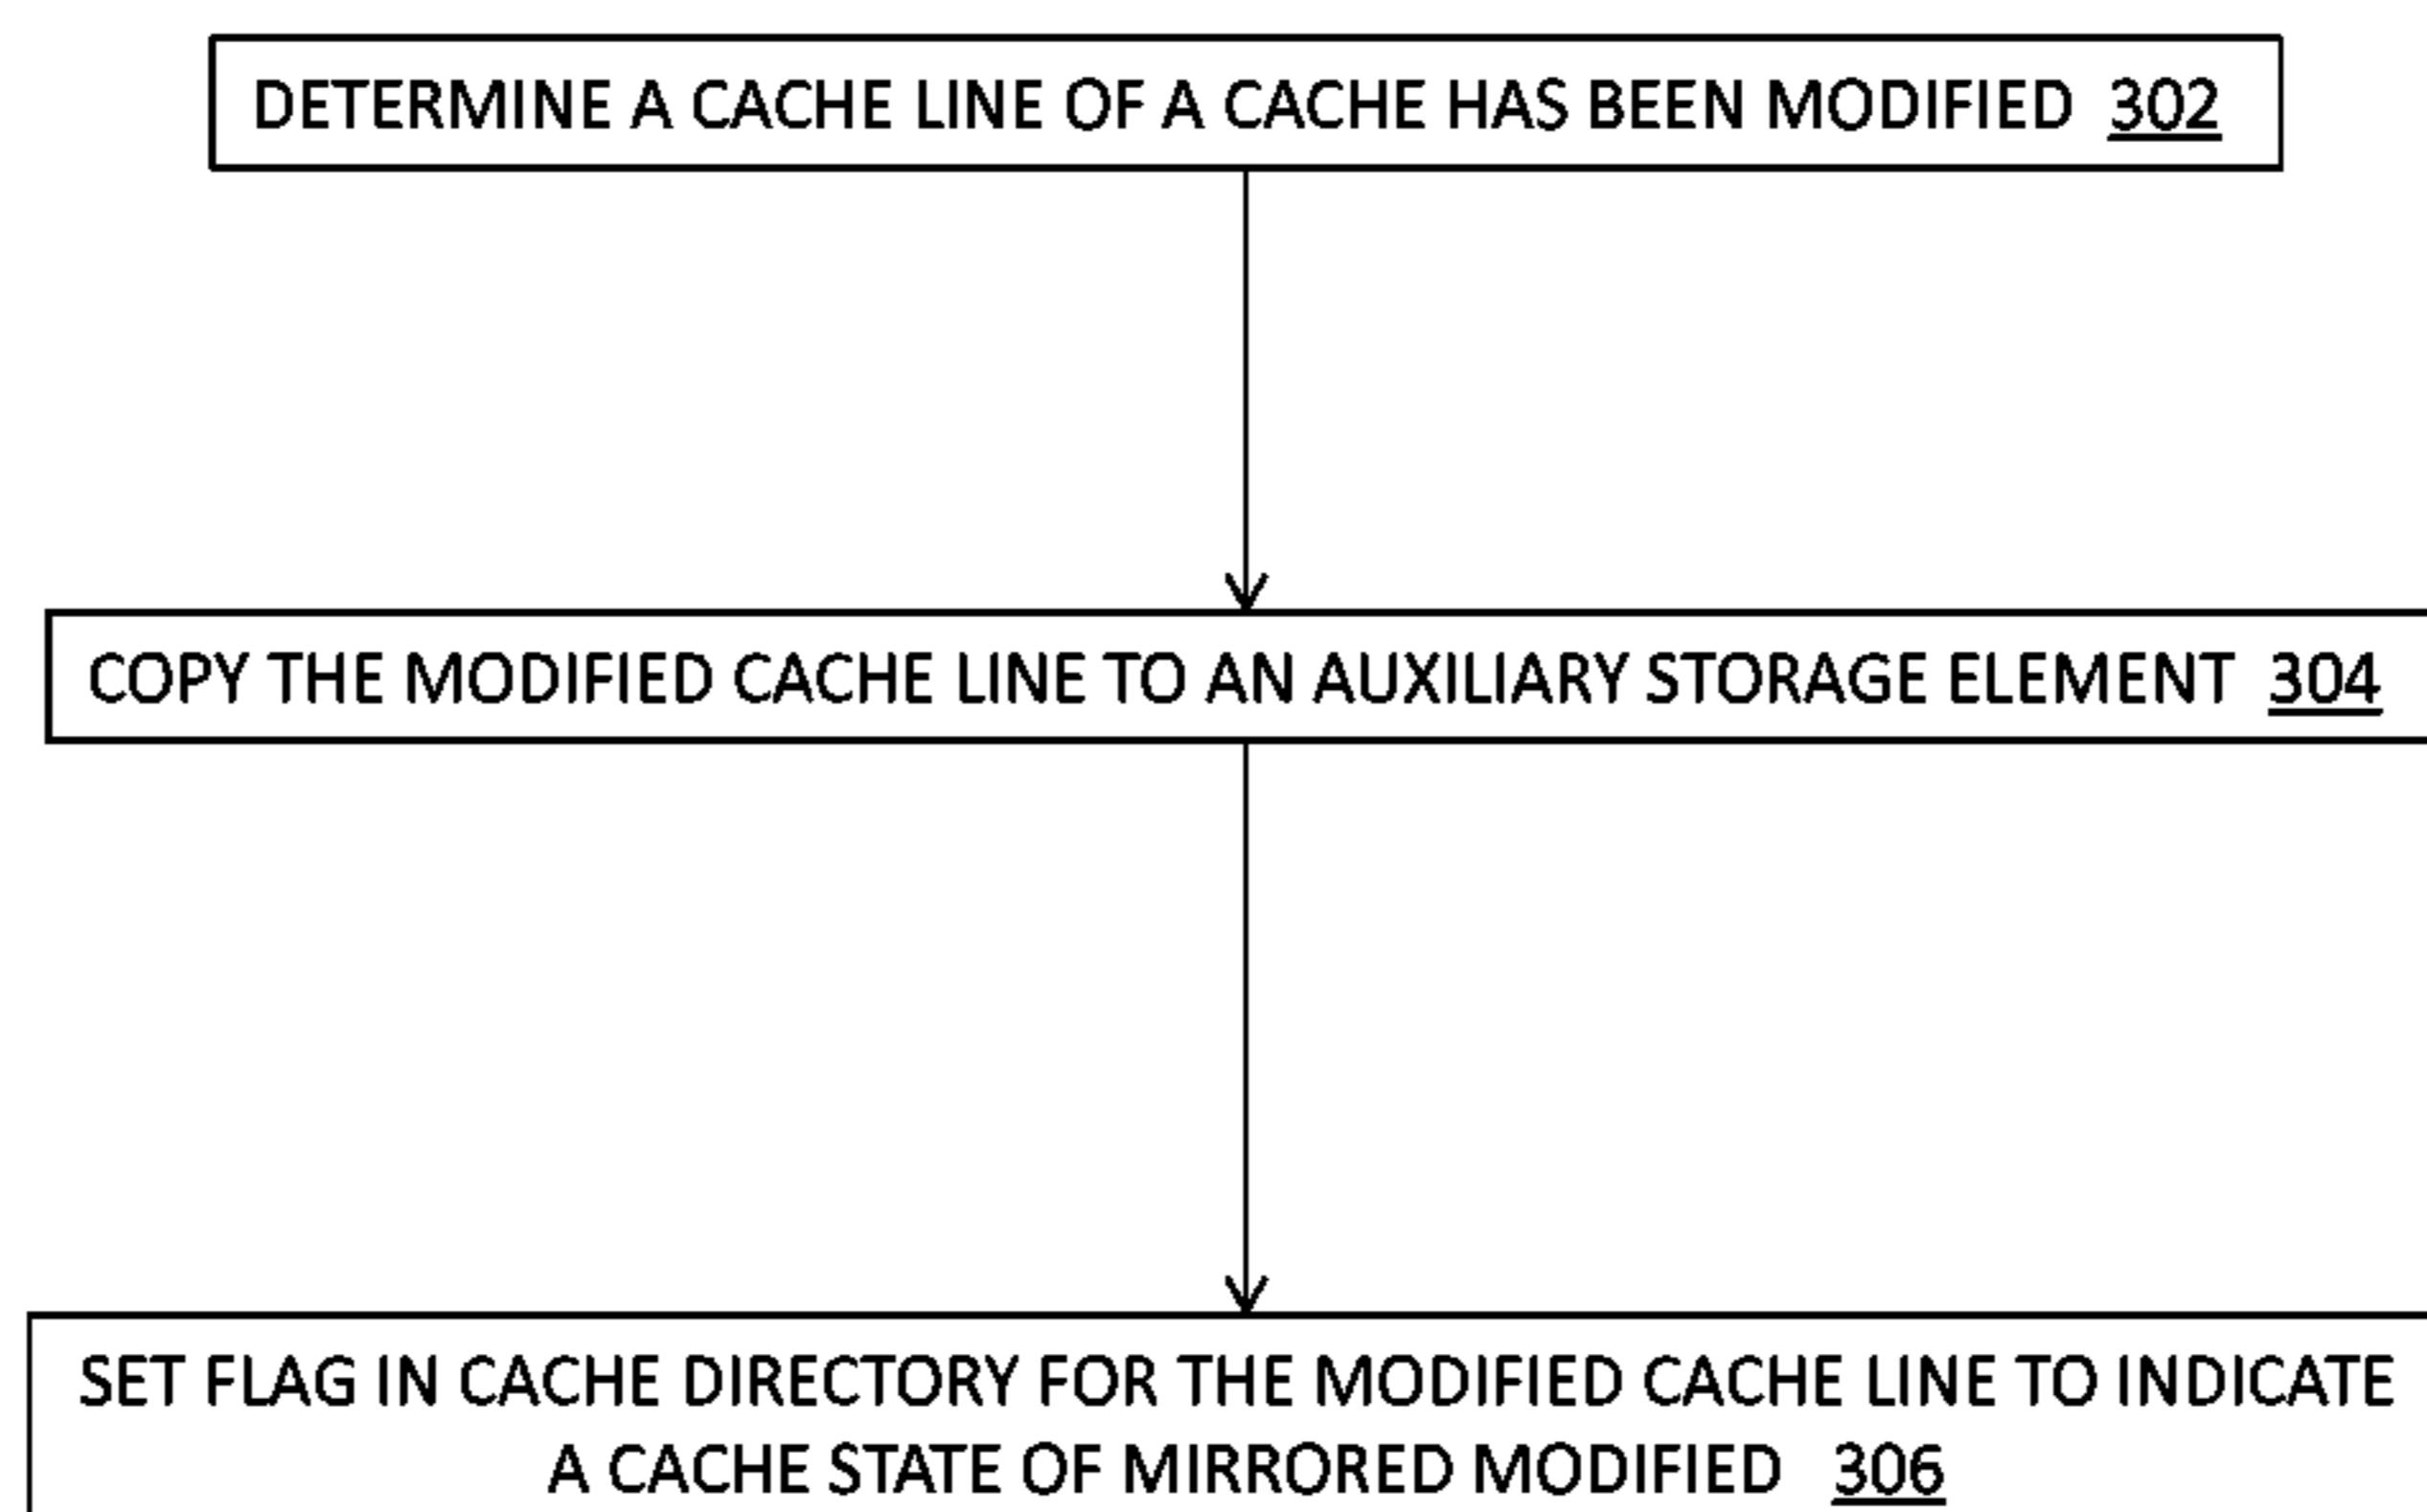 DETERMINE A CACHE LINE OF A CACHE HAS BEEN MODIFIED 302
COPY THE MODIFIED CACHE LINE TO AN AUXILIARY STORAGE ELEMENT 304
SET FLAG IN CACHE DIRECTORY FOR THE MODIFIED CACHE LINE TO INDICATE
A CACHE STATE OF MIRRORED MODIFIED 306